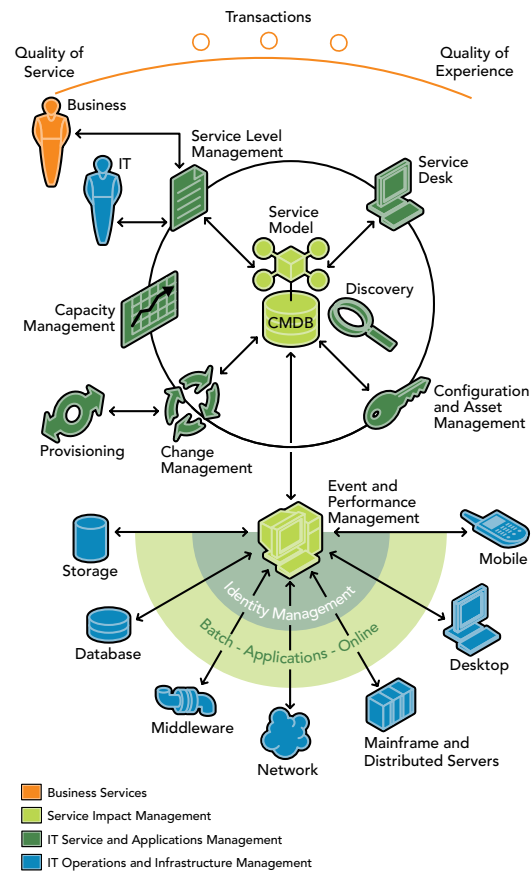 Transactions
Quality of
Service
Quality of
Experience
Business
IT
Service Level
Management
Service
Desk
Service
Model
Discovery
CMDB
Capacity
Management
Configuration
and Asset
Management
Provisioning
Change
Management
Event and
Performance
Management
Storage
Mobile
Identity Management
Batch - Applications - Online
Database
Desktop
Middleware
Network
Mainframe and
Distributed Servers
Business Services
Service Impact Management
IT Service and Applications Management
IT Operations and Infrastructure Management